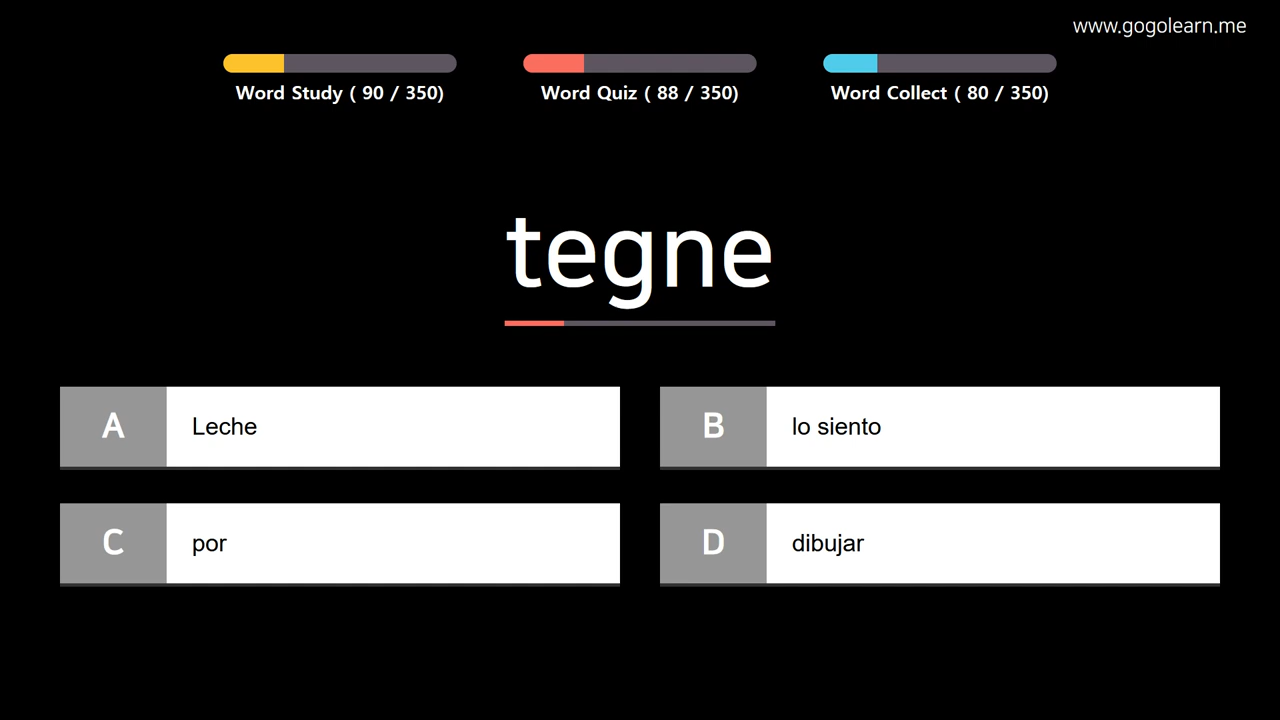 www.gogolearn.me
Word Study ( 90 / 350)
Word Quiz ( 88 / 350)
Word Collect ( 80 / 350)
tegne
A Leche
B lo siento
C por
D dibujar